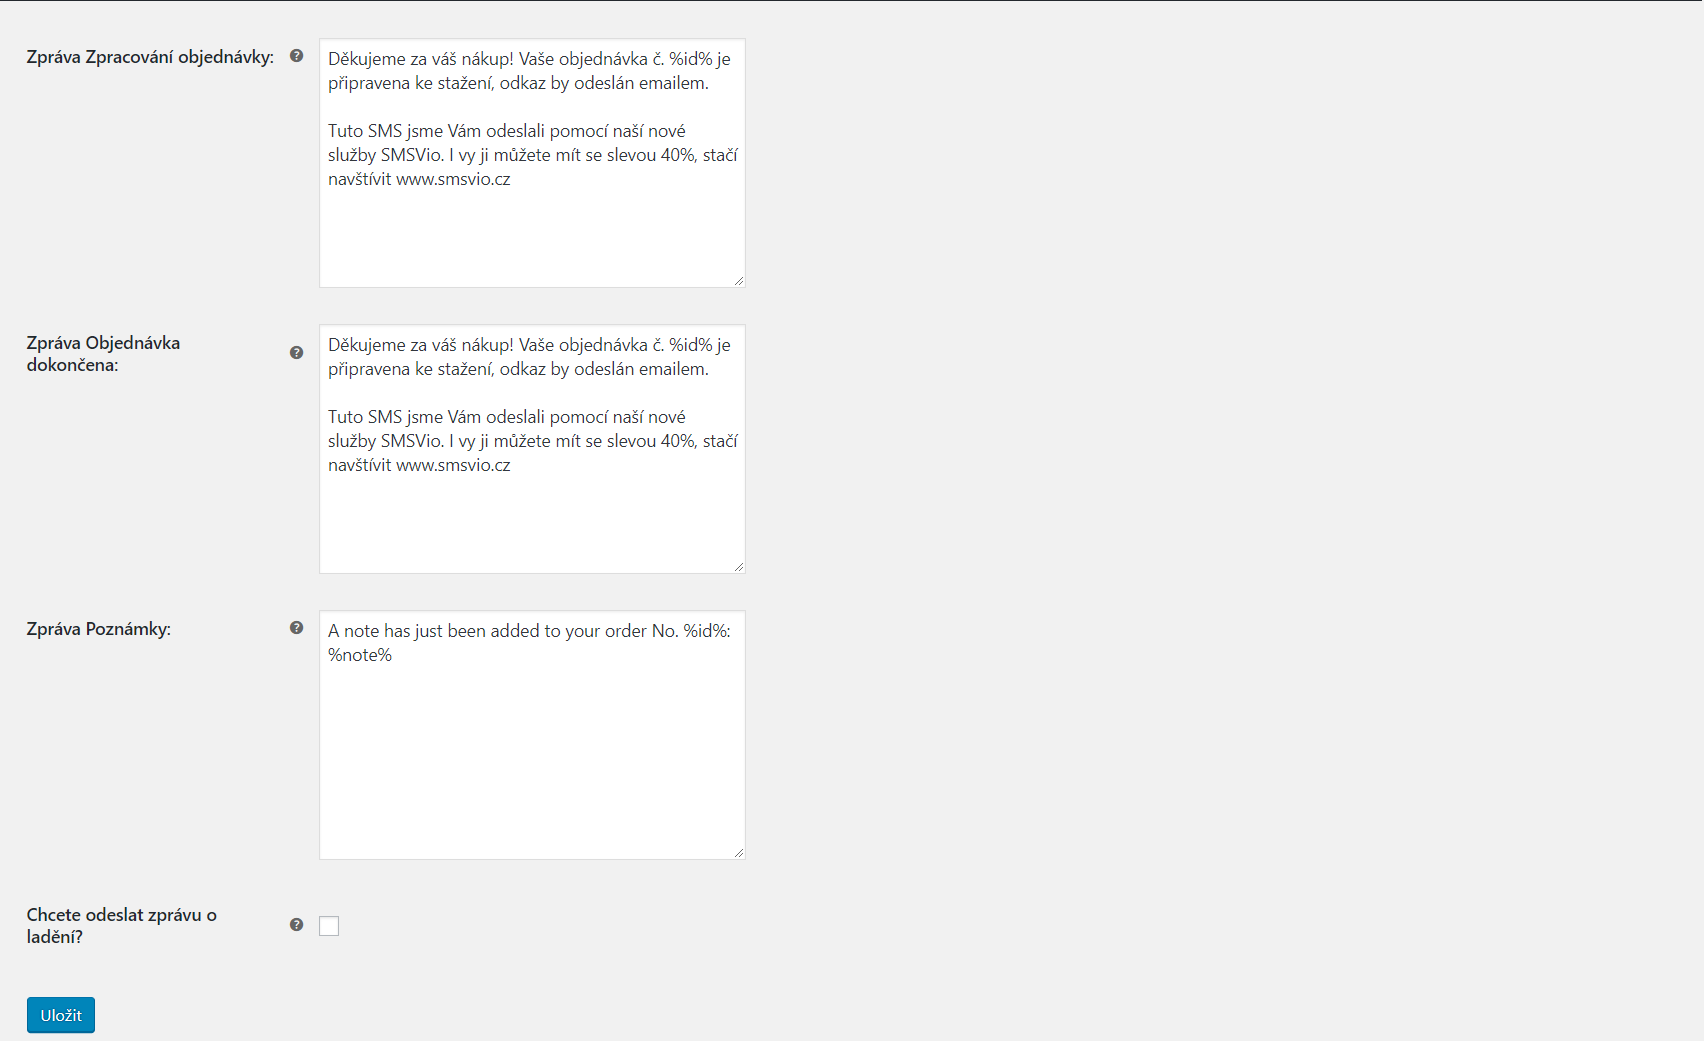 Zpráva Zpracování objednávky:
Děkujeme za váš nákup! Vaše objednávka č. %id% je
připravena ke stažení, odkaz by odeslán emailem.
Tuto SMS jsme Vám odeslali pomocí naší nové
služby SMSVio. I vy ji můžete mít se slevou 40%, stačí
navštívit www.smsvio.cz
Zpráva Objednávka
dokončena:
Děkujeme za váš nákup! Vaše objednávka č. %id% je
připravena ke stažení, odkaz by odeslán emailem.
Tuto SMS jsme Vám odeslali pomocí naší nové
služby SMSVio. I vy ji můžete mít se slevou 40%, stačí
navštívit www.smsvio.cz
Zpráva Poznámky:
A note has just been added to your order No. %id%:
%note%
Chcete odeslat zprávu o
ladění?
Uložit